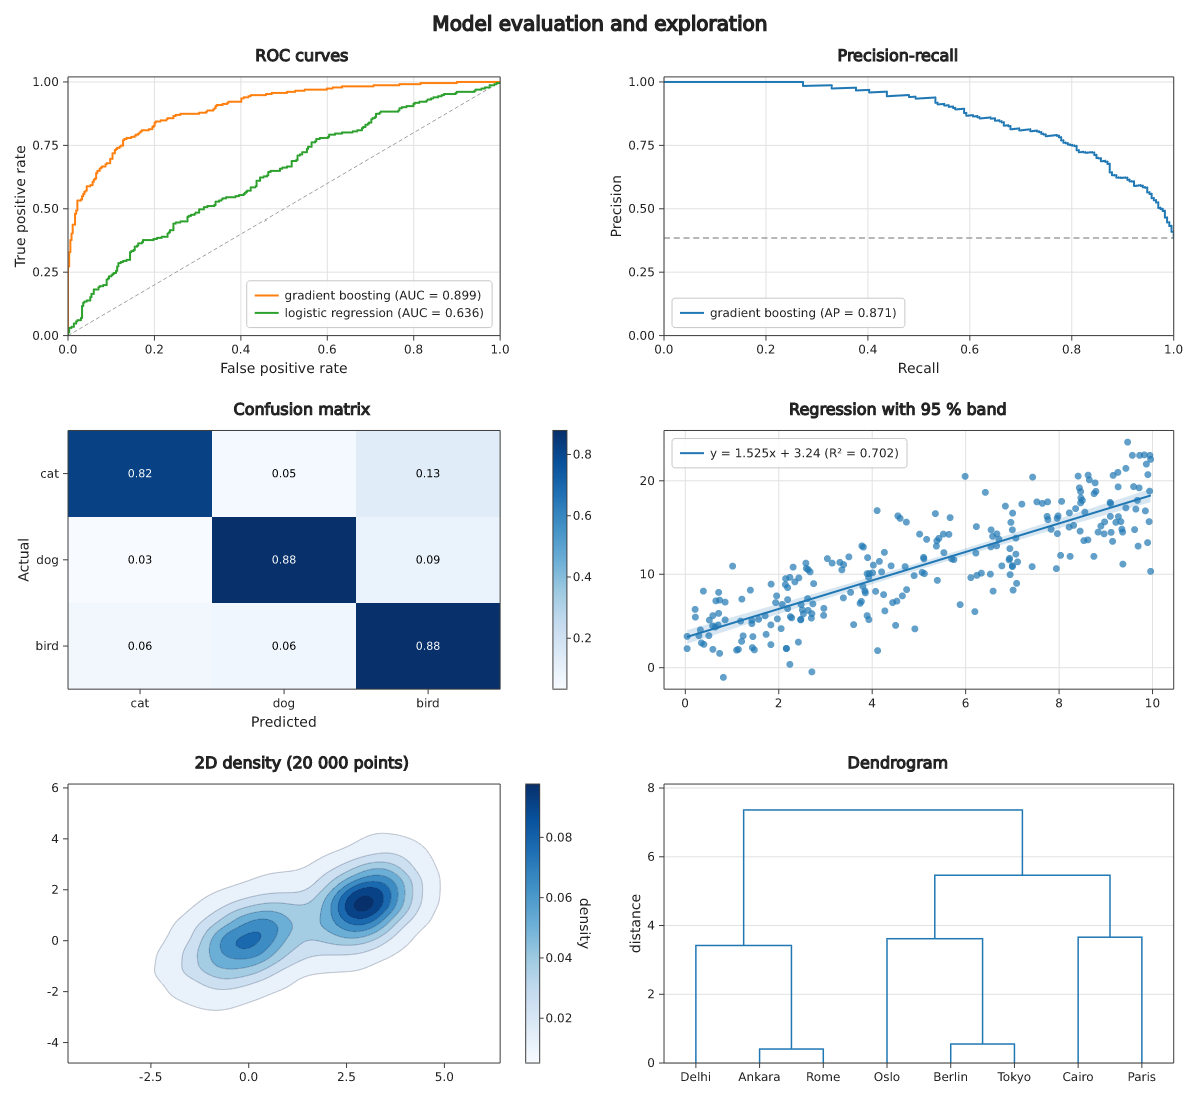 Model evaluation and exploration
ROC curves
1.00
0.75
0.50
0.25
0.00
True positive rate
0.0 0.2 0.4 0.6 0.8 1.0
False positive rate
gradient boosting (AUC = 0.899)
logistic regression (AUC = 0.636)
Precision-recall
1.00
0.75
0.50
0.25
0.00
Precision
0.0 0.2 0.4 0.6 0.8 1.0
Recall
gradient boosting (AP = 0.871)
Confusion matrix
Actual
cat 0.82 0.05 0.13
dog 0.03 0.88 0.09
bird 0.06 0.06 0.88
cat dog bird
Predicted
0.8
0.6
0.4
0.2
Regression with 95 % band
y = 1.525x + 3.24 (R² = 0.702)
20
10
0
0 2 4 6 8 10
2D density (20 000 points)
6
4
2
0
-2
-4
-2.5 0.0 2.5 5.0
0.08
0.06
0.04
0.02
density
Dendrogram
8
6
4
2
0
distance
Delhi Ankara Rome Oslo Berlin Tokyo Cairo Paris